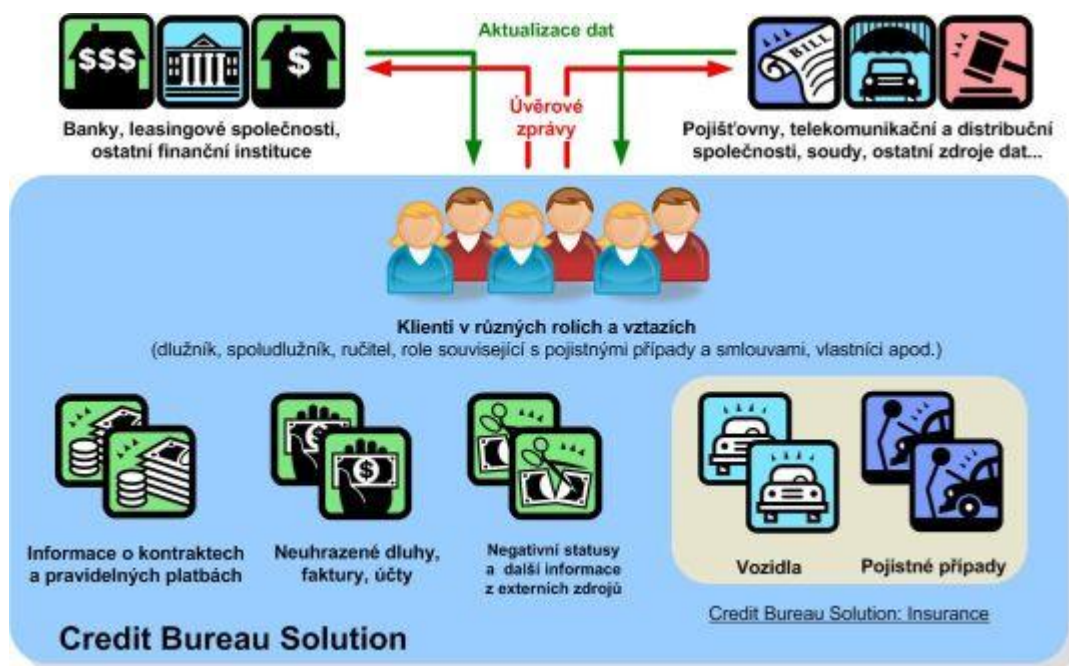 $$$
$
Aktualizace dat
BILL
Úvěrové
zprávy
Banky, leasingové společnosti,
ostatní finanční instituce
Pojišťovny, telekomunikační a distribuční
společnosti, soudy, ostatní zdroje dat...
Klienti v různých rolích a vztazích
(dlužník, spoludlužník, ručitel, role související s pojistnými případy a smlouvami, vlastníci apod.)
$
$
Informace o kontraktech
a pravidelných platbách
Neuhrazené dluhy,
faktury, účty
Negativní statusy
a další informace
z externích zdrojů
Vozidla
Pojistné případy
Credit Bureau Solution: Insurance
Credit Bureau Solution